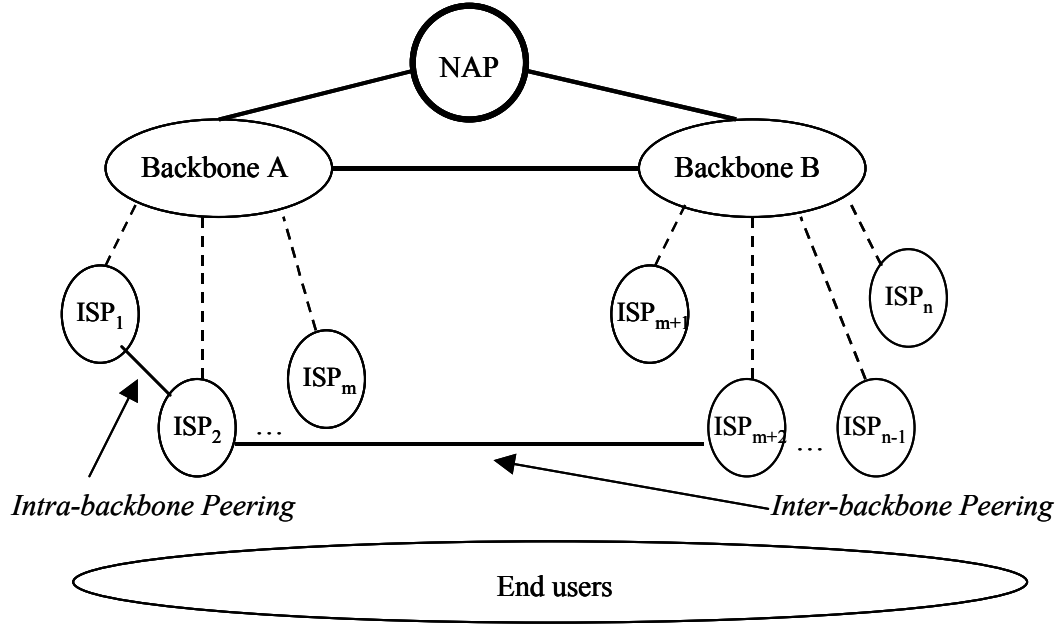 NAP
Backbone A
Backbone B
ISP1
ISPm+1
ISPn
ISPm
ISP2
...
ISPm+2
...
ISPn-1
Intra-backbone Peering
Inter-backbone Peering
End users